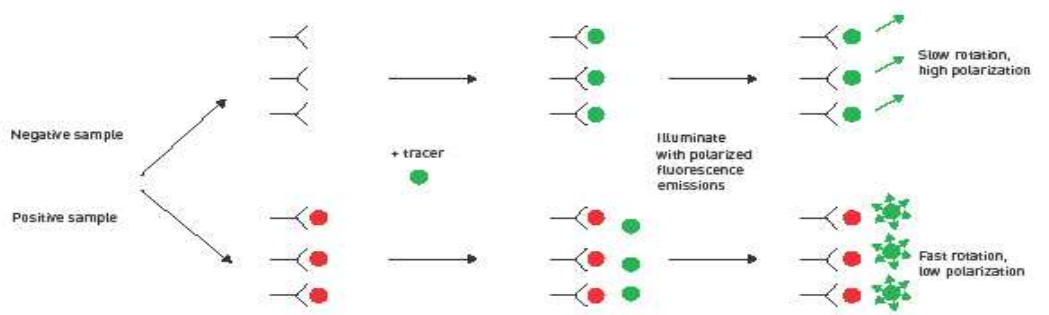 Negative sample
Positive sample
+ tracer
Illuminate
with polarized
fluorescence
emissions
Slow rotation,
high polarization
Fast rotation,
low polarization